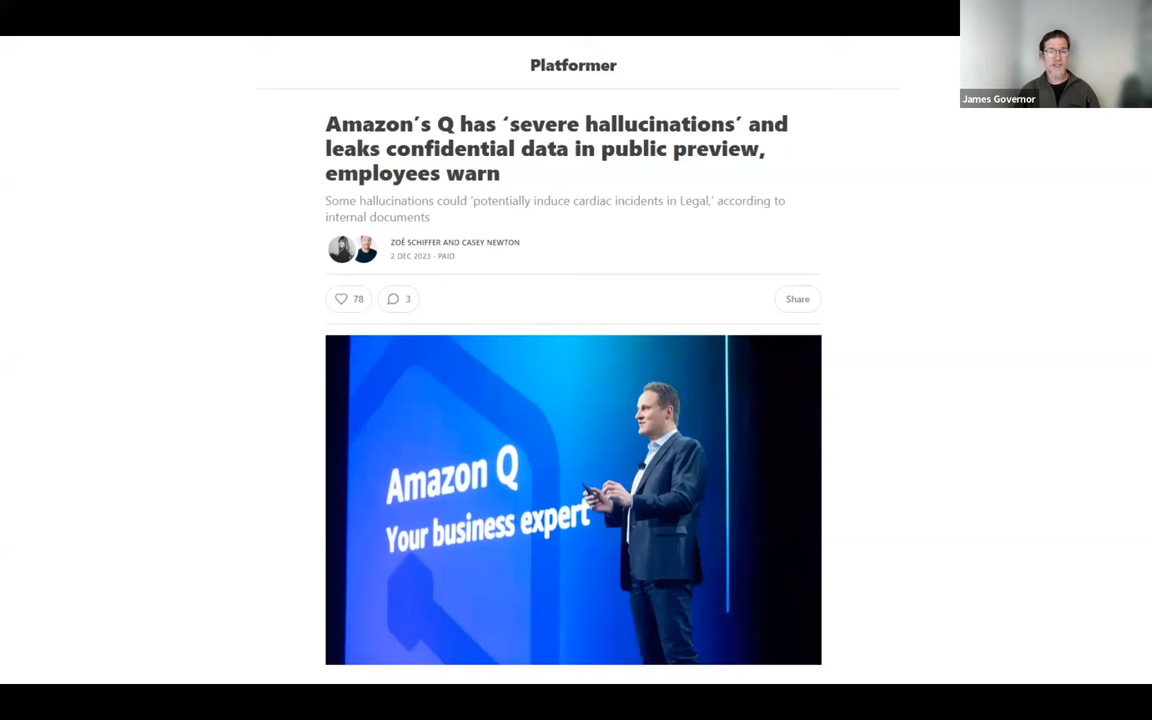 Platformer
James Governor
Amazon's Q has ‘severe hallucinations’ and
leaks confidential data in public preview,
employees warn
Some hallucinations could ‘potentially induce cardiac incidents in Legal,’ according to
internal documents
ZOË SCHIFFER AND CASEY NEWTON
2 DEC 2023 ∙ PAID
78
3
Share
Amazon Q
Your business expert